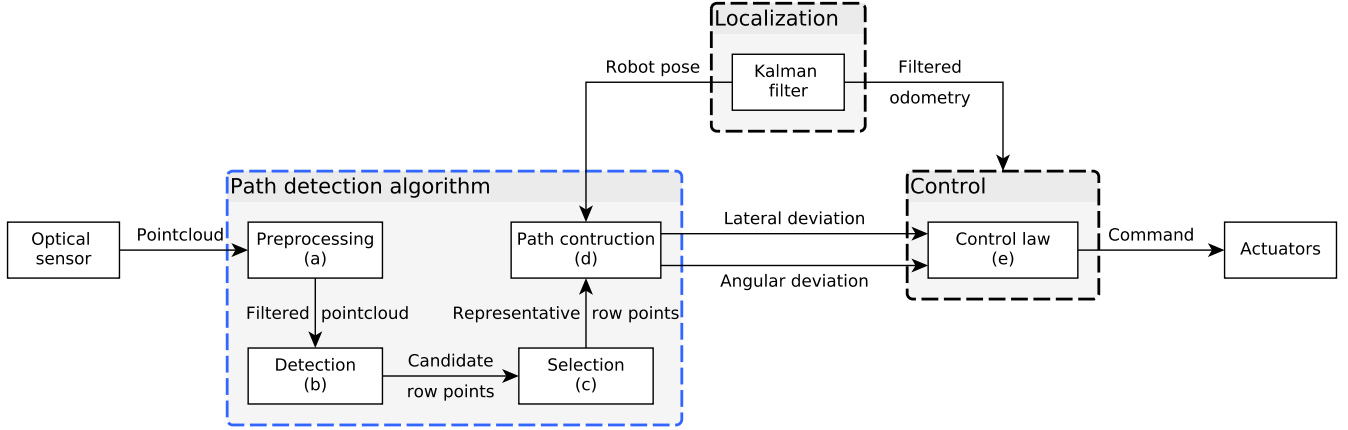 Localization
Robot pose
Kalman
filter
Filtered
odometry
Path detection algorithm
Control
Optical
sensor
Pointcloud
Preprocessing
(a)
Path contruction
(d)
Lateral deviation
Angular deviation
Control law
(e)
Command
Actuators
Filtered pointcloud
Representative row points
Detection
(b)
Candidate
row points
Selection
(c)